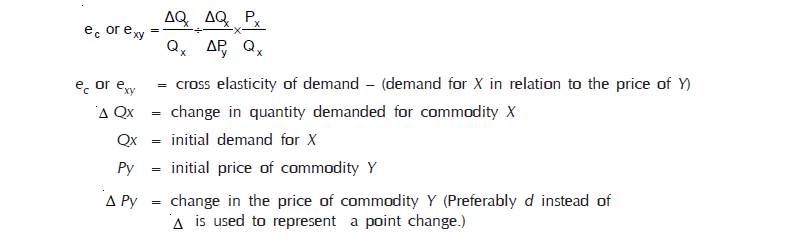 e_c or e_xy = ΔQ_x/Q_x ÷ ΔQ_x/ΔP_y × P_x/Q_x
e_c or e_xy = cross elasticity of demand – (demand for X in relation to the price of Y)
Δ Qx = change in quantity demanded for commodity X
Qx = initial demand for X
Py = initial price of commodity Y
Δ Py = change in the price of commodity Y (Preferably d instead of
Δ is used to represent a point change.)